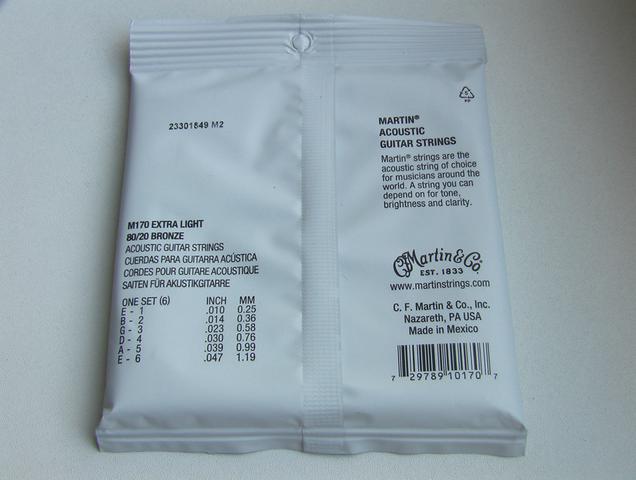 23301849 M2
M170 EXTRA LIGHT
80/20 BRONZE
ACOUSTIC GUITAR STRINGS
CUERDAS PARA GUITARRA ACÚSTICA
CORDES POUR GUITARE ACOUSTIQUE
SAITEN FÜR AKUSTIKGITARRE
ONE SET (6) INCH MM
E - 1 .010 0.25
B - 2 .014 0.36
G - 3 .023 0.58
D - 4 .030 0.76
A - 5 .039 0.99
E - 6 .047 1.19
5
PP
MARTIN®
ACOUSTIC
GUITAR STRINGS
Martin® strings are the
acoustic string of choice
for musicians around the
world. A string you can
depend on for tone,
brightness and clarity.
C.F. Martin & Co.
EST. 1833
www.martinstrings.com
C. F. Martin & Co., Inc.
Nazareth, PA USA
Made in Mexico
7 29789 10170 7